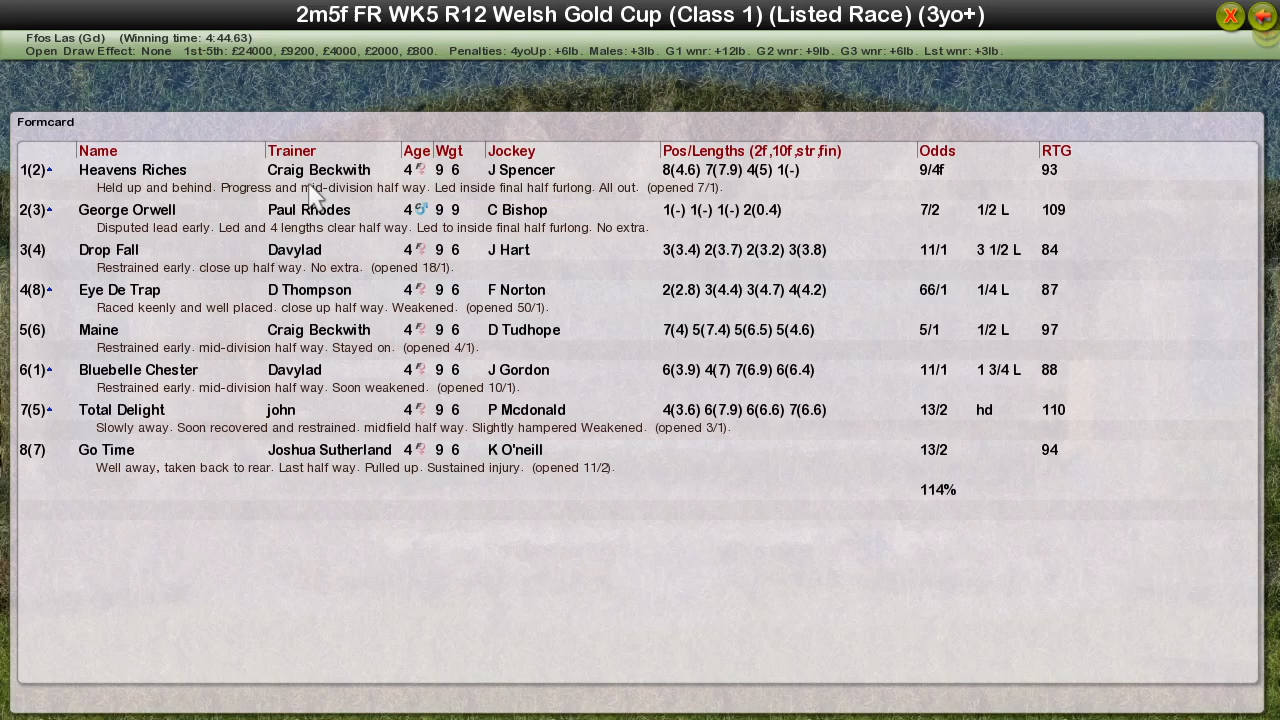 2m5f FR WK5 R12 Welsh Gold Cup (Class 1) (Listed Race) (3yo+)
Ffos Las (Gd) (Winning time: 4:44.63)
Open Draw Effect: None 1st-5th: £24000, £9200, £4000, £2000, £800. Penalties: 4yoUp: +6lb. Males: +3lb. G1 wnr: +12lb. G2 wnr: +9lb. G3 wnr: +6lb. Lst wnr: +3lb.
Formcard
Name Trainer Age Wgt Jockey Pos/Lengths (2f,10f,str,fin) Odds RTG
1(2) Heavens Riches Craig Beckwith 4 9 6 J Spencer 8(4.6) 7(7.9) 4(5) 1(-) 9/4f 93
Held up and behind. Progress and mid-division half way. Led inside final half furlong. All out. (opened 7/1).
2(3) George Orwell Paul Rhodes 4 9 9 C Bishop 1(-) 1(-) 1(-) 2(0.4) 7/2 1/2 L 109
Disputed lead early. Led and 4 lengths clear half way. Led to inside final half furlong. No extra.
3(4) Drop Fall Davylad 4 9 6 J Hart 3(3.4) 2(3.7) 2(3.2) 3(3.8) 11/1 3 1/2 L 84
Restrained early. close up half way. No extra. (opened 18/1).
4(8) Eye De Trap D Thompson 4 9 6 F Norton 2(2.8) 3(4.4) 3(4.7) 4(4.2) 66/1 1/4 L 87
Raced keenly and well placed. close up half way. Weakened. (opened 50/1).
5(6) Maine Craig Beckwith 4 9 6 D Tudhope 7(4) 5(7.4) 5(6.5) 5(4.6) 5/1 1/2 L 97
Restrained early. mid-division half way. Stayed on. (opened 4/1).
6(1) Bluebelle Chester Davylad 4 9 6 J Gordon 6(3.9) 4(7) 7(6.9) 6(6.4) 11/1 1 3/4 L 88
Restrained early. mid-division half way. Soon weakened. (opened 10/1).
7(5) Total Delight john 4 9 6 P Mcdonald 4(3.6) 6(7.9) 6(6.6) 7(6.6) 13/2 hd 110
Slowly away. Soon recovered and restrained. midfield half way. Slightly hampered Weakened. (opened 3/1).
8(7) Go Time Joshua Sutherland 4 9 6 K O'neill 13/2 94
Well away, taken back to rear. Last half way. Pulled up. Sustained injury. (opened 11/2).
114%